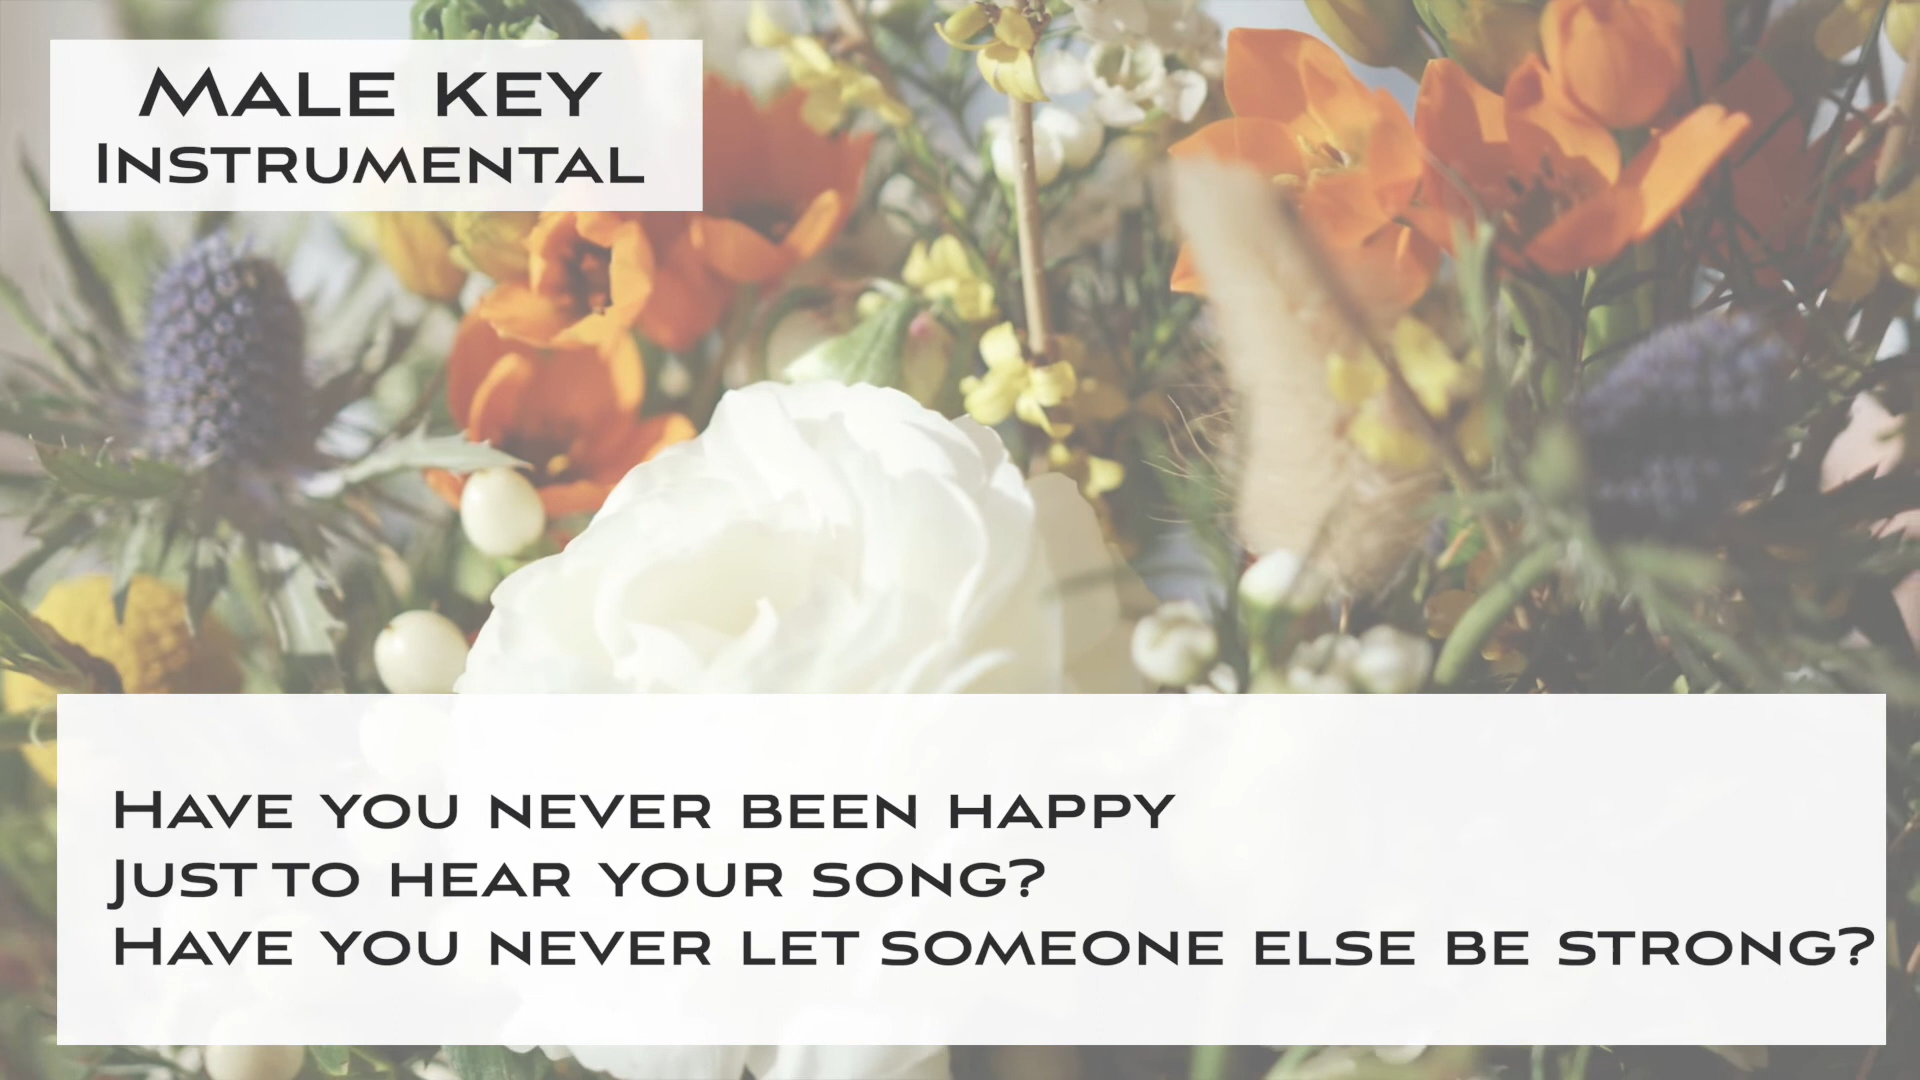 Male key
Instrumental
Have you never been happy
Just to hear your song?
Have you never let someone else be strong?